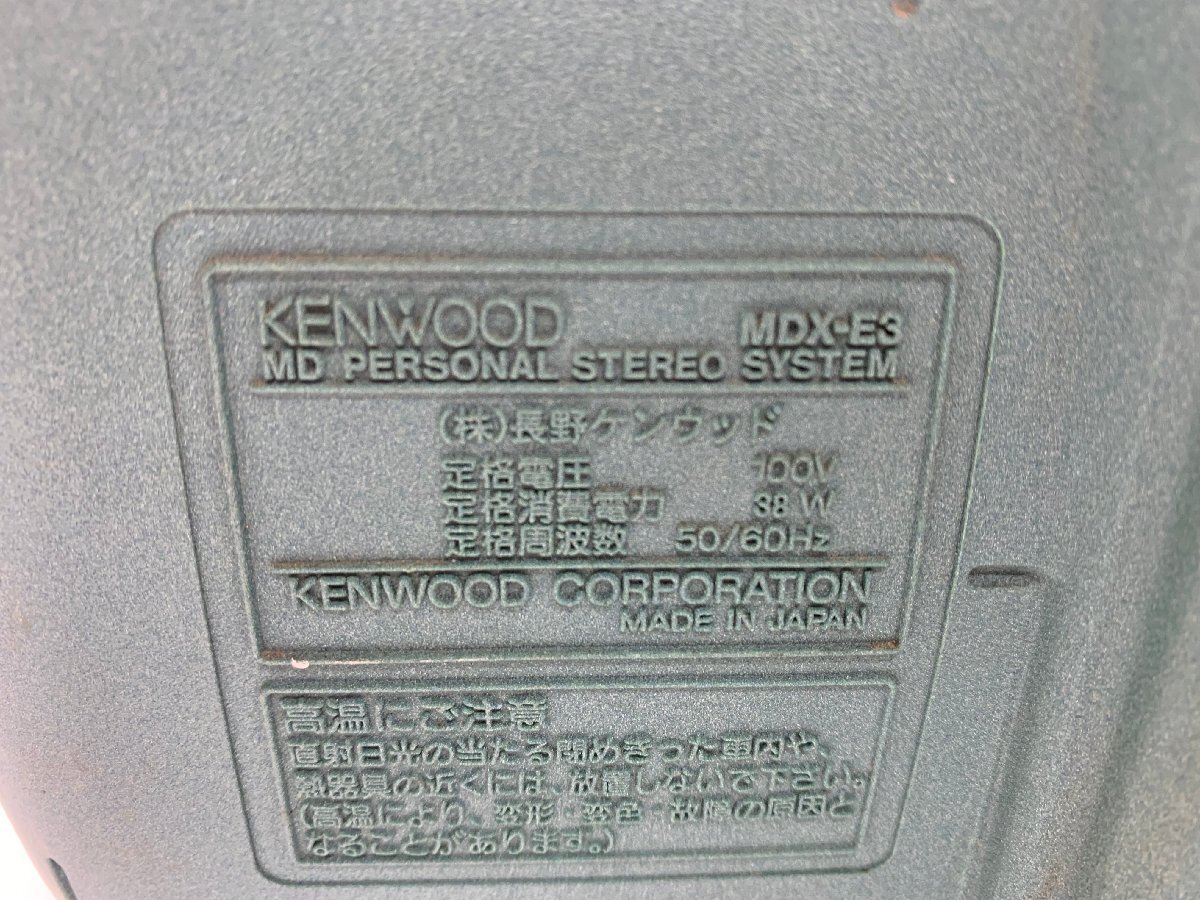 KENWOOD MDX-E3
MD PERSONAL STEREO SYSTEM
(株)長野ケンウッド
定格電圧 100V
定格消費電力 38W
定格周波数 50/60Hz
KENWOOD CORPORATION
MADE IN JAPAN
高温にご注意
直射日光の当たる閉めきった車内や、
熱器具の近くには、放置しないで下さい。
(高温により、変形・変色・故障の原因と
なることがあります。)